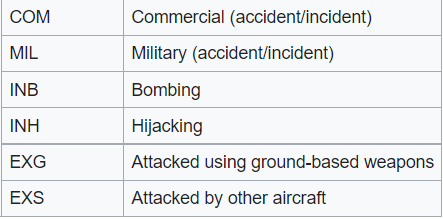 COM Commercial (accident/incident)
MIL Military (accident/incident)
INB Bombing
INH Hijacking
EXG Attacked using ground-based weapons
EXS Attacked by other aircraft